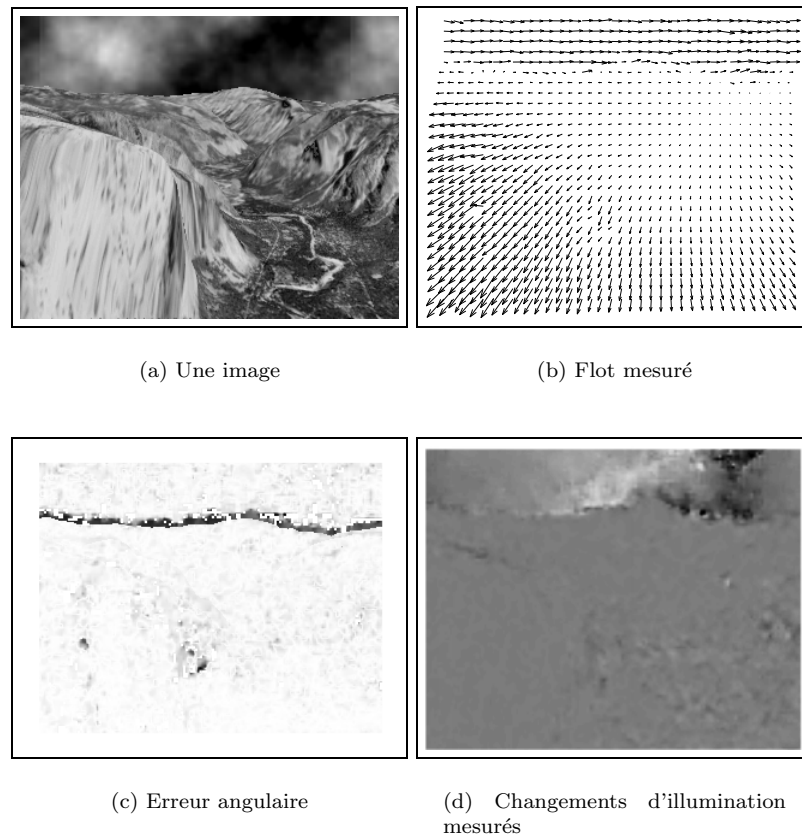 (a) Une image
(b) Flot mesuré
(c) Erreur angulaire
(d) Changements d'illumination
mesurés